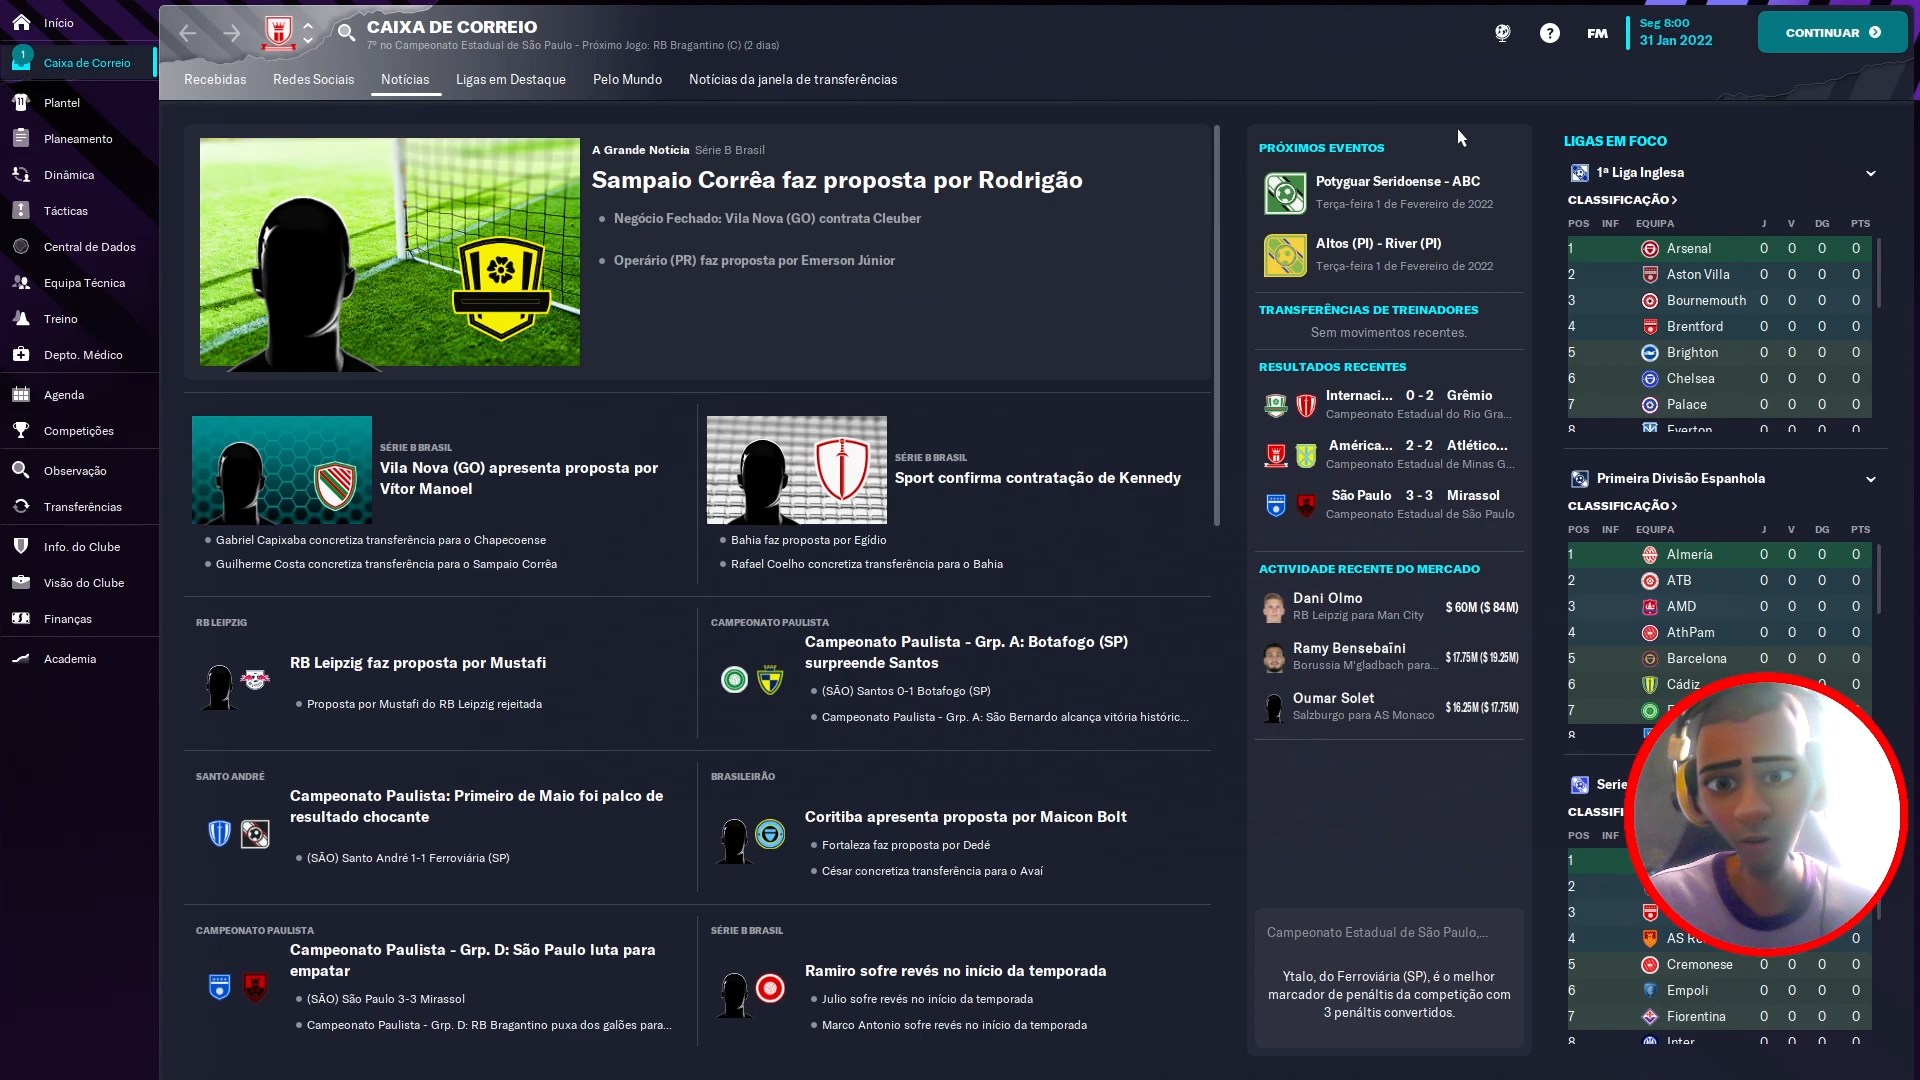 Início
1
Caixa de Correio
Plantel
Planeamento
Dinâmica
Tácticas
Central de Dados
Equipa Técnica
Treino
Depto. Médico
Agenda
Competições
Observação
Transferências
Info. do Clube
Visão do Clube
Finanças
Academia
CAIXA DE CORREIO
7º no Campeonato Estadual de São Paulo - Próximo Jogo: RB Bragantino (C) (2 dias)
?
FM
Seg 8:00
31 Jan 2022
CONTINUAR
Recebidas
Redes Sociais
Notícias
Ligas em Destaque
Pelo Mundo
Notícias da janela de transferências
A Grande Notícia Série B Brasil
Sampaio Corrêa faz proposta por Rodrigão
Negócio Fechado: Vila Nova (GO) contrata Cleuber
Operário (PR) faz proposta por Emerson Júnior
SÉRIE B BRASIL
Vila Nova (GO) apresenta proposta por
Vítor Manoel
Gabriel Capixaba concretiza transferência para o Chapecoense
Guilherme Costa concretiza transferência para o Sampaio Corrêa
SÉRIE B BRASIL
Sport confirma contratação de Kennedy
Bahia faz proposta por Egídio
Rafael Coelho concretiza transferência para o Bahia
RB LEIPZIG
RB Leipzig faz proposta por Mustafi
Proposta por Mustafi do RB Leipzig rejeitada
CAMPEONATO PAULISTA
Campeonato Paulista - Grp. A: Botafogo (SP)
surpreende Santos
(SÃO) Santos 0-1 Botafogo (SP)
Campeonato Paulista - Grp. A: São Bernardo alcança vitória históric...
SANTO ANDRÉ
Campeonato Paulista: Primeiro de Maio foi palco de
resultado chocante
(SÃO) Santo André 1-1 Ferroviária (SP)
BRASILEIRÃO
Coritiba apresenta proposta por Maicon Bolt
Fortaleza faz proposta por Dedé
César concretiza transferência para o Avaí
CAMPEONATO PAULISTA
Campeonato Paulista - Grp. D: São Paulo luta para
empatar
(SÃO) São Paulo 3-3 Mirassol
Campeonato Paulista - Grp. D: RB Bragantino puxa dos galões para...
SÉRIE B BRASIL
Ramiro sofre revés no início da temporada
Julio sofre revés no início da temporada
Marco Antonio sofre revés no início da temporada
PRÓXIMOS EVENTOS
Potyguar Seridoense - ABC
Terça-feira 1 de Fevereiro de 2022
Altos (PI) - River (PI)
Terça-feira 1 de Fevereiro de 2022
TRANSFERÊNCIAS DE TREINADORES
Sem movimentos recentes.
RESULTADOS RECENTES
Internaci... 0 - 2 Grêmio
Campeonato Estadual do Rio Gra...
América... 2 - 2 Atlético...
Campeonato Estadual de Minas G...
São Paulo 3 - 3 Mirassol
Campeonato Estadual de São Paulo
ACTIVIDADE RECENTE DO MERCADO
Dani Olmo
RB Leipzig para Man City
$ 60M ($ 84M)
Ramy Bensebaïni
Borussia M'gladbach para...
$ 17.75M ($ 19.25M)
Oumar Solet
Salzburgo para AS Monaco
$ 16.25M ($ 17.75M)
Campeonato Estadual de São Paulo,...
Ytalo, do Ferroviária (SP), é o melhor
marcador de penáltis da competição com
3 penáltis convertidos.
LIGAS EM FOCO
1ª Liga Inglesa
CLASSIFICAÇÃO
POS INF EQUIPA J V DG PTS
1 Arsenal 0 0 0 0
2 Aston Villa 0 0 0 0
3 Bournemouth 0 0 0 0
4 Brentford 0 0 0 0
5 Brighton 0 0 0 0
6 Chelsea 0 0 0 0
7 Palace 0 0 0 0
8 Everton 0 0 0 0
Primeira Divisão Espanhola
CLASSIFICAÇÃO
POS INF EQUIPA J V DG PTS
1 Almería 0 0 0 0
2 ATB 0 0 0 0
3 AMD 0 0 0 0
4 AthPam 0 0 0 0
5 Barcelona 0 0 0 0
6 Cádiz 0 0
7
8
Serie
CLASSIFI
POS INF
1
2
3
4 AS Ro 0
5 Cremonese 0 0 0 0
6 Empoli 0 0 0 0
7 Fiorentina 0 0 0 0
8 Inter 0 0 0 0